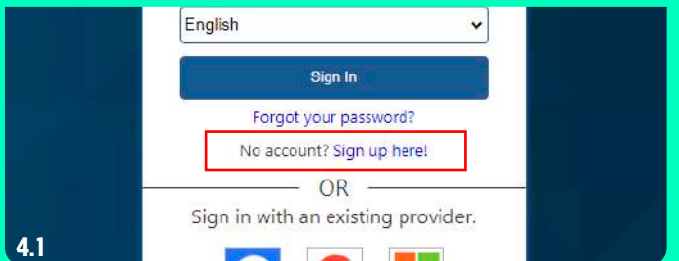 English
Sign In
Forgot your password?
No account? Sign up here!
OR
Sign in with an existing provider.
4.1